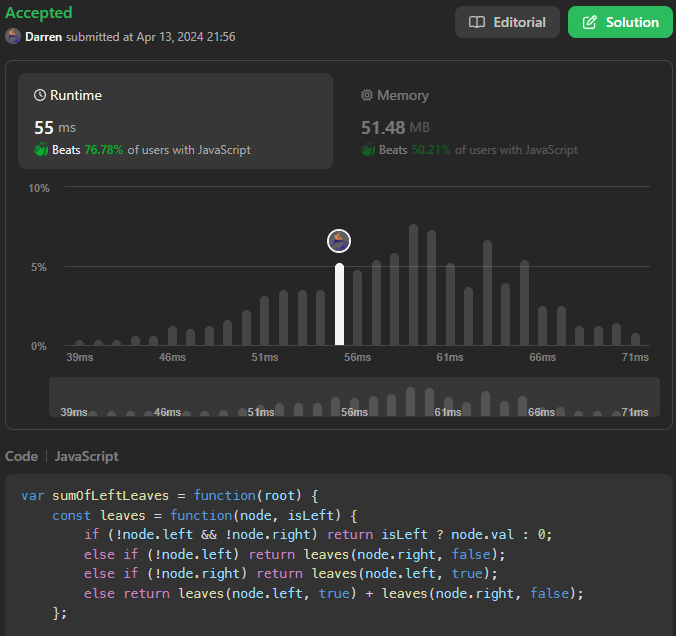 Accepted
Darren submitted at Apr 13, 2024 21:56
Editorial
Solution
Runtime
55 ms
Beats 76.78% of users with JavaScript
Memory
51.48 MB
Beats 50.21% of users with JavaScript
10%
5%
0%
39ms 46ms 51ms 56ms 61ms 66ms 71ms
39ms 46ms 51ms 56ms 61ms 66ms 71ms
Code | JavaScript
var sumOfLeftLeaves = function(root) {
    const leaves = function(node, isLeft) {
        if (!node.left && !node.right) return isLeft ? node.val : 0;
        else if (!node.left) return leaves(node.right, false);
        else if (!node.right) return leaves(node.left, true);
        else return leaves(node.left, true) + leaves(node.right, false);
    };